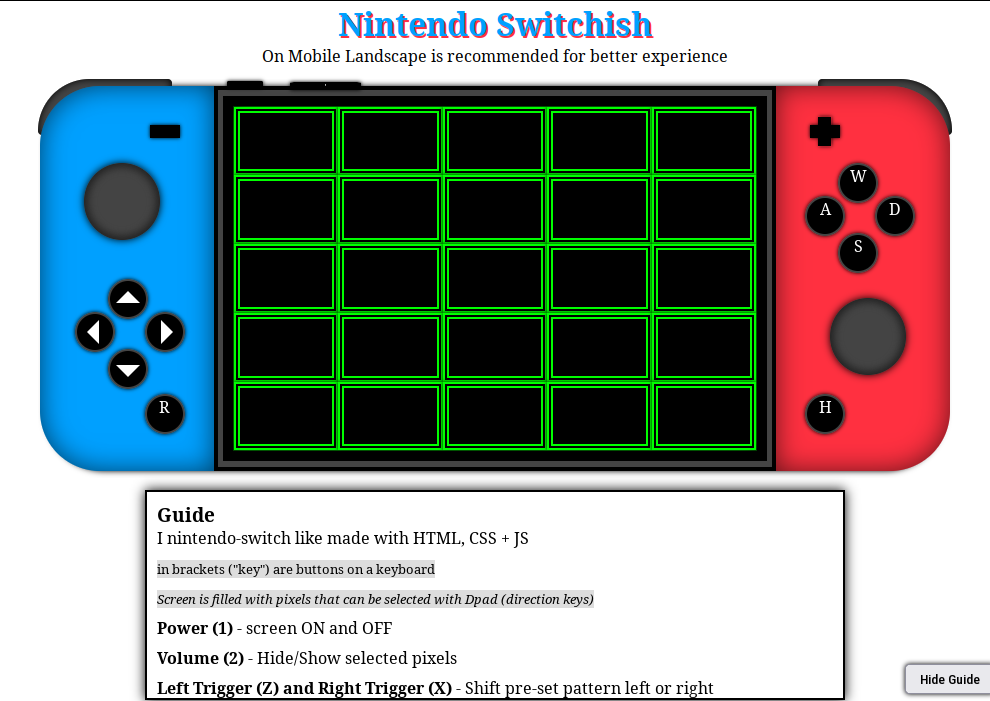 Nintendo Switchish
On Mobile Landscape is recommended for better experience
W
A
D
S
R
H
Guide
I nintendo-switch like made with HTML, CSS + JS
in brackets ("key") are buttons on a keyboard
Screen is filled with pixels that can be selected with Dpad (direction keys)
Power (1) - screen ON and OFF
Volume (2) - Hide/Show selected pixels
Left Trigger (Z) and Right Trigger (X) - Shift pre-set pattern left or right
Hide Guide